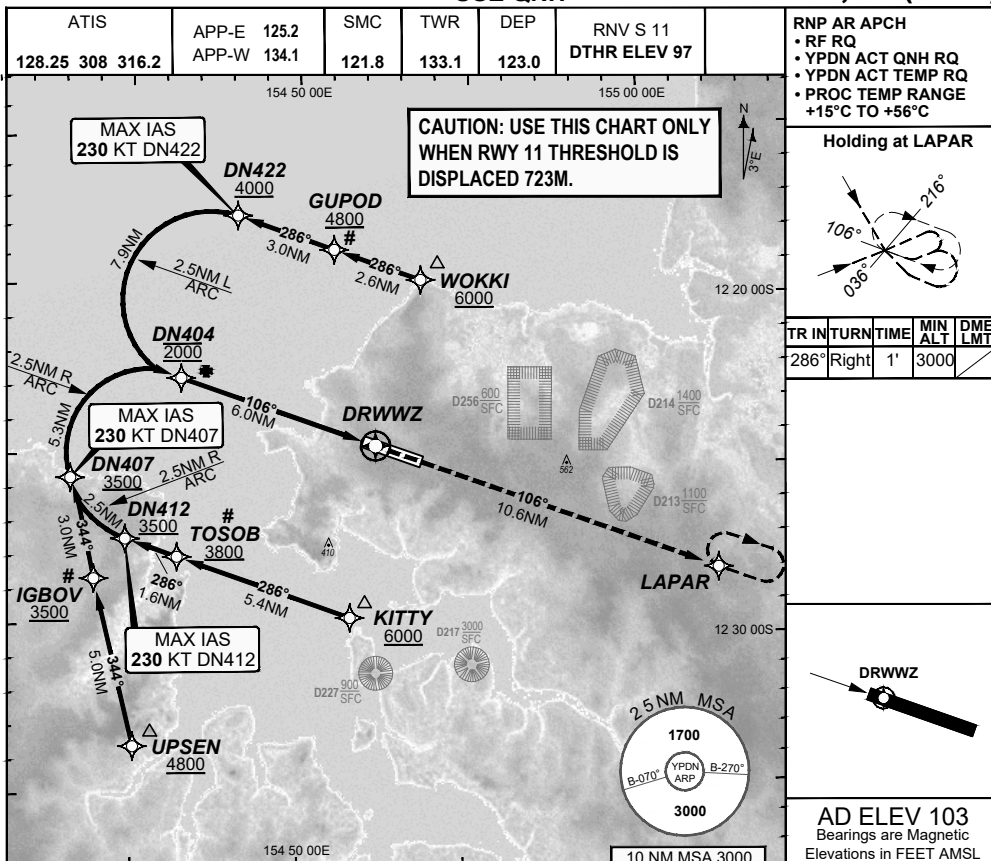 USE QNH
ATIS
128.25 308 316.2
APP-E 125.2
APP-W 134.1
SMC
121.8
TWR
133.1
DEP
123.0
RNV S 11
DTHR ELEV 97
RNP AR APCH
• RF RQ
• YPDN ACT QNH RQ
• YPDN ACT TEMP RQ
• PROC TEMP RANGE
+15°C TO +56°C
154 50 00E
155 00 00E
MAX IAS
230 KT DN422
CAUTION: USE THIS CHART ONLY
WHEN RWY 11 THRESHOLD IS
DISPLACED 723M.
N
3°E
DN422
4000
GUPOD
4800
#
286°
3.0NM
286°
2.6NM
WOKKI
6000
7.9NM
2.5NM L
ARC
12 20 00S
DN404
2000
2.5NM R
ARC
5.3NM
MAX IAS
230 KT DN407
106°
6.0NM
DRWWZ
D256 600
SFC
D214 1400
SFC
562
D213 1100
SFC
DN407
3500
2.5NM R
ARC
2.5NM
DN412
3500
#
TOSOB
3800
410
106°
10.6NM
LAPAR
344°
3.0NM
#
IGBOV
3500
286°
1.6NM
286°
5.4NM
KITTY
6000
12 30 00S
MAX IAS
230 KT DN412
344°
5.0NM
D217 3000
SFC
D227 900
SFC
UPSEN
4800
25NM MSA
1700
B-070°
YPDN
ARP
B-270°
3000
154 50 00E
10 NM MSA 3000
Holding at LAPAR
106°
216°
036°
TR IN TURN TIME MIN ALT DME LMT
286° Right 1' 3000
DRWWZ
AD ELEV 103
Bearings are Magnetic
Elevations in FEET AMSL